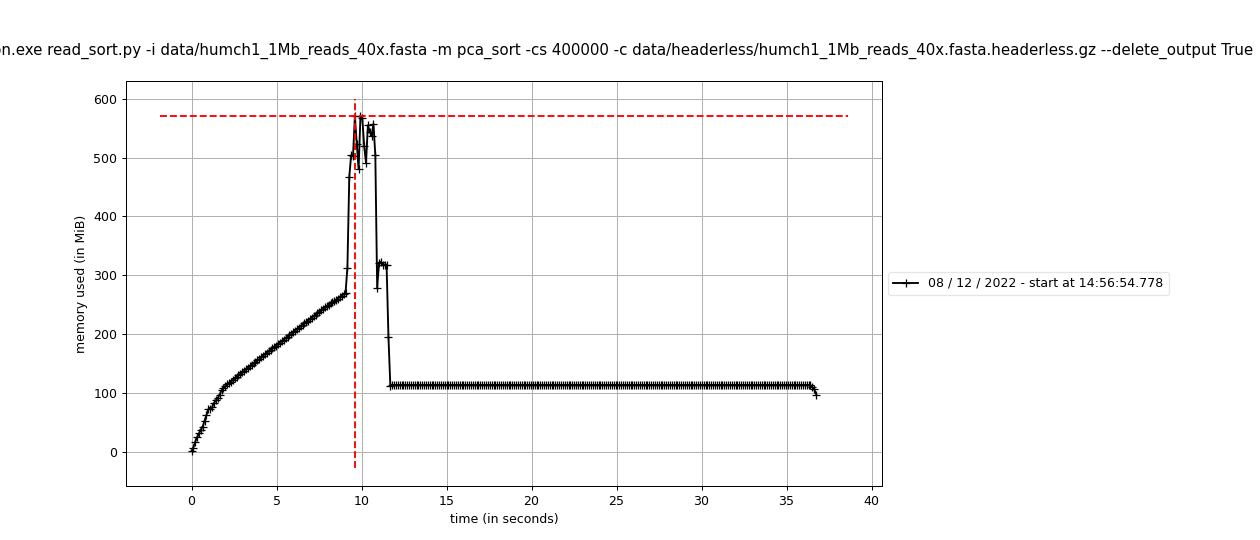 on.exe read_sort.py -i data/humch1_1Mb_reads_40x.fasta -m pca_sort -cs 400000 -c data/headerless/humch1_1Mb_reads_40x.fasta.headerless.gz --delete_output True
600
500
400
300
200
100
0
memory used (in MiB)
0 5 10 15 20 25 30 35 40
time (in seconds)
08 / 12 / 2022 - start at 14:56:54.778